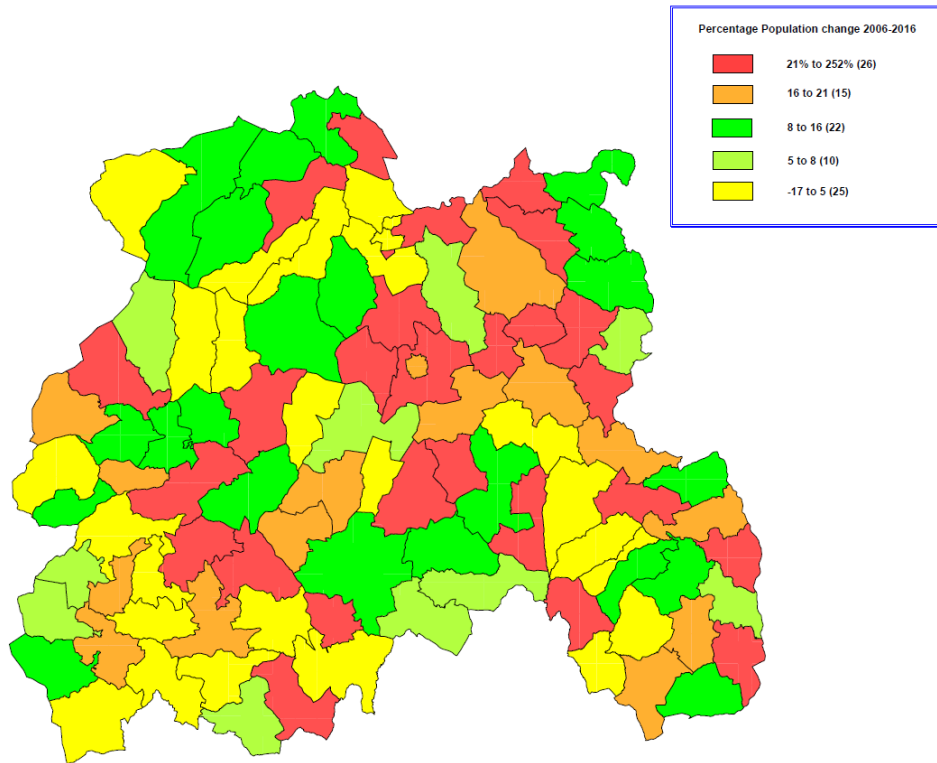 Percentage Population change 2006-2016
21% to 252% (26)
16 to 21 (15)
8 to 16 (22)
5 to 8 (10)
-17 to 5 (25)